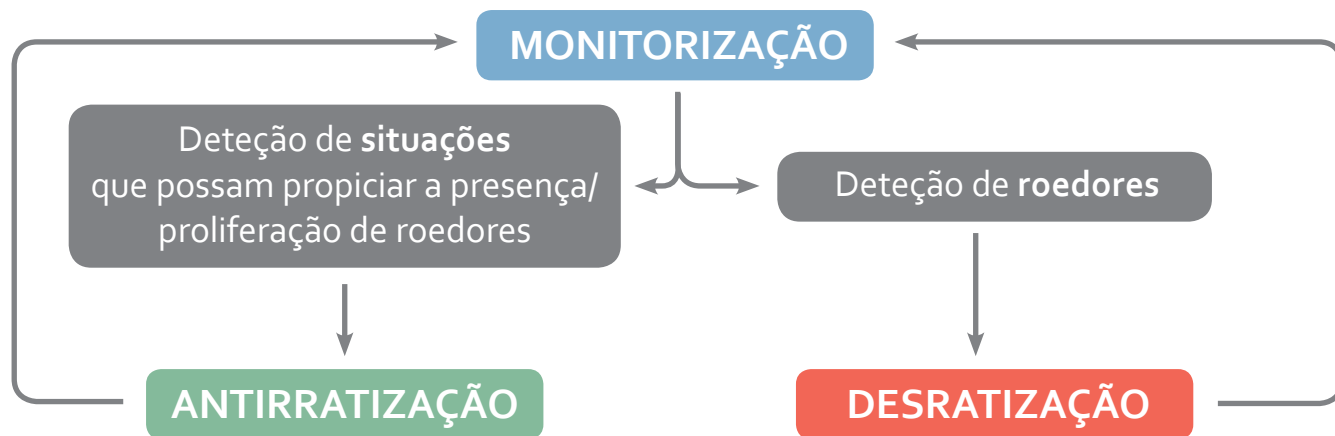 MONITORIZAÇÃO
Deteção de situações
que possam propiciar a presença/
proliferação de roedores
Deteção de roedores
ANTIRRATIZAÇÃO
DESRATIZAÇÃO